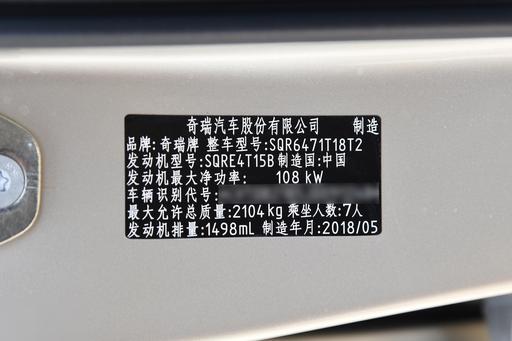 奇瑞汽车股份有限公司 制造
品牌:奇瑞牌 整车型号:SQR6471T18T2
发动机型号:SQRE4T15B 制造国:中国
发动机最大净功率: 108 kW
车辆识别代号:
最大允许总质量:2104kg 乘坐人数:7人
发动机排量:1498mL 制造年月:2018/05